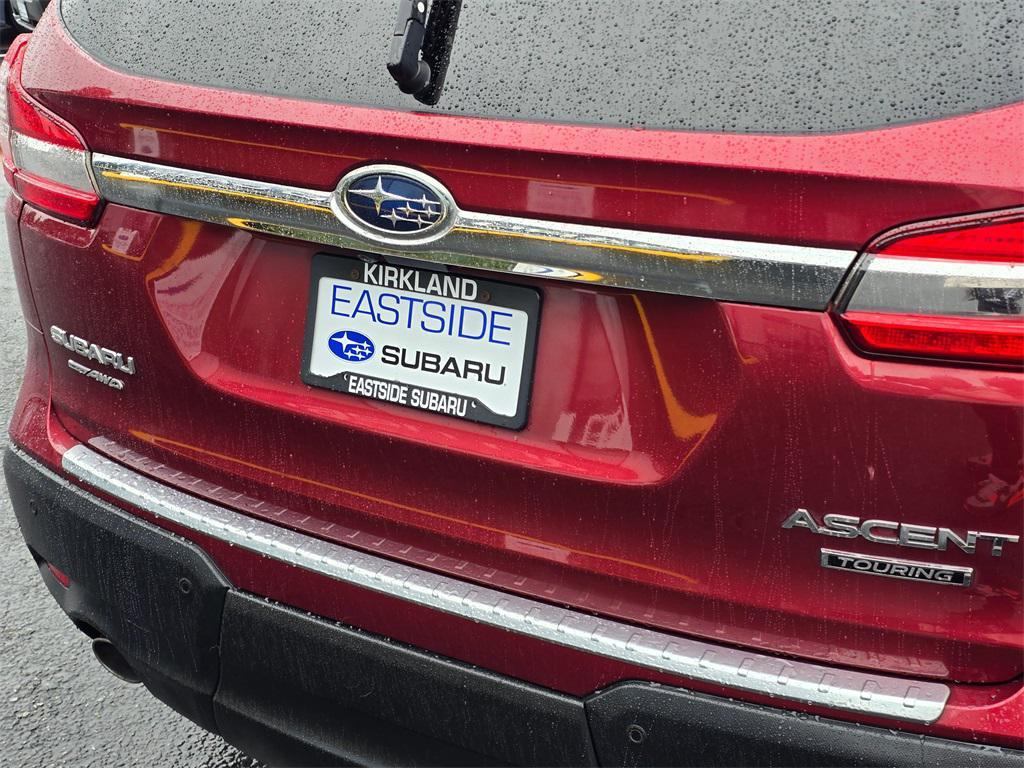 KIRKLAND
EASTSIDE
SUBARU
EASTSIDE SUBARU
SUBARU
AWD
ASCENT
TOURING